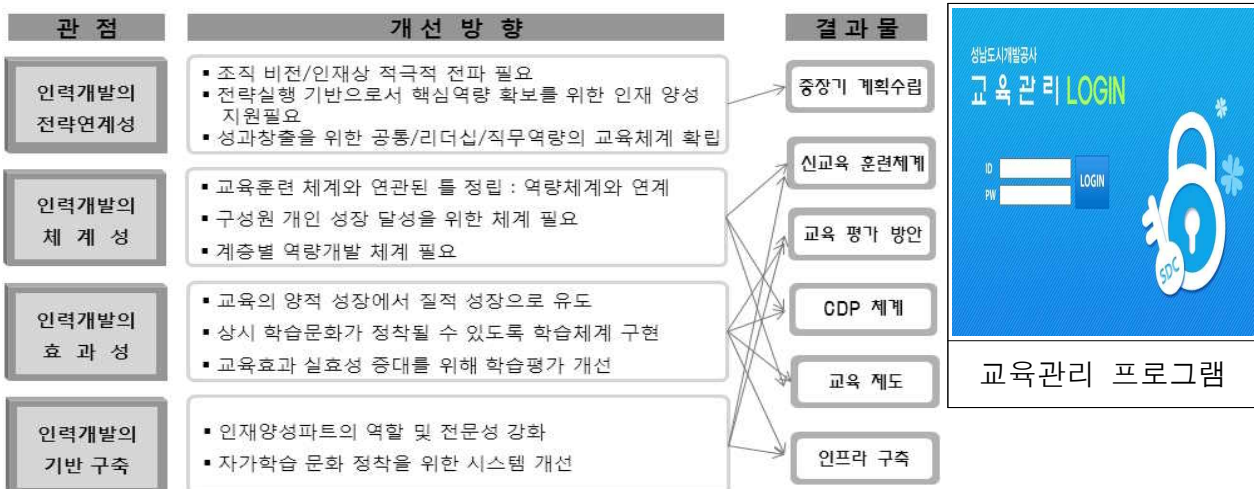 관 점
개 선 방 향
결 과 물
인력개발의
전략연계성
▪ 조직 비전/인재상 적극적 전파 필요
▪ 전략실행 기반으로서 핵심역량 확보를 위한 인재 양성
지원필요
▪ 성과창출을 위한 공통/리더십/직무역량의 교육체계 확립
인력개발의
체 계 성
▪ 교육훈련 체계와 연관된 틀 정립 : 역량체계와 연계
▪ 구성원 개인 성장 달성을 위한 체계 필요
▪ 계층별 역량개발 체계 필요
인력개발의
효 과 성
▪ 교육의 양적 성장에서 질적 성장으로 유도
▪ 상시 학습문화가 정착될 수 있도록 학습체계 구현
▪ 교육효과 실효성 증대를 위해 학습평가 개선
인력개발의
기반 구축
▪ 인재양성파트의 역할 및 전문성 강화
▪ 자가학습 문화 정착을 위한 시스템 개선
중장기 계획수립
신교육 훈련체계
교육 평가 방안
CDP 체계
교육 제도
인프라 구축
성남도시개발공사
교육관리 LOGIN
ID
PW
LOGIN
SDC
교육관리 프로그램